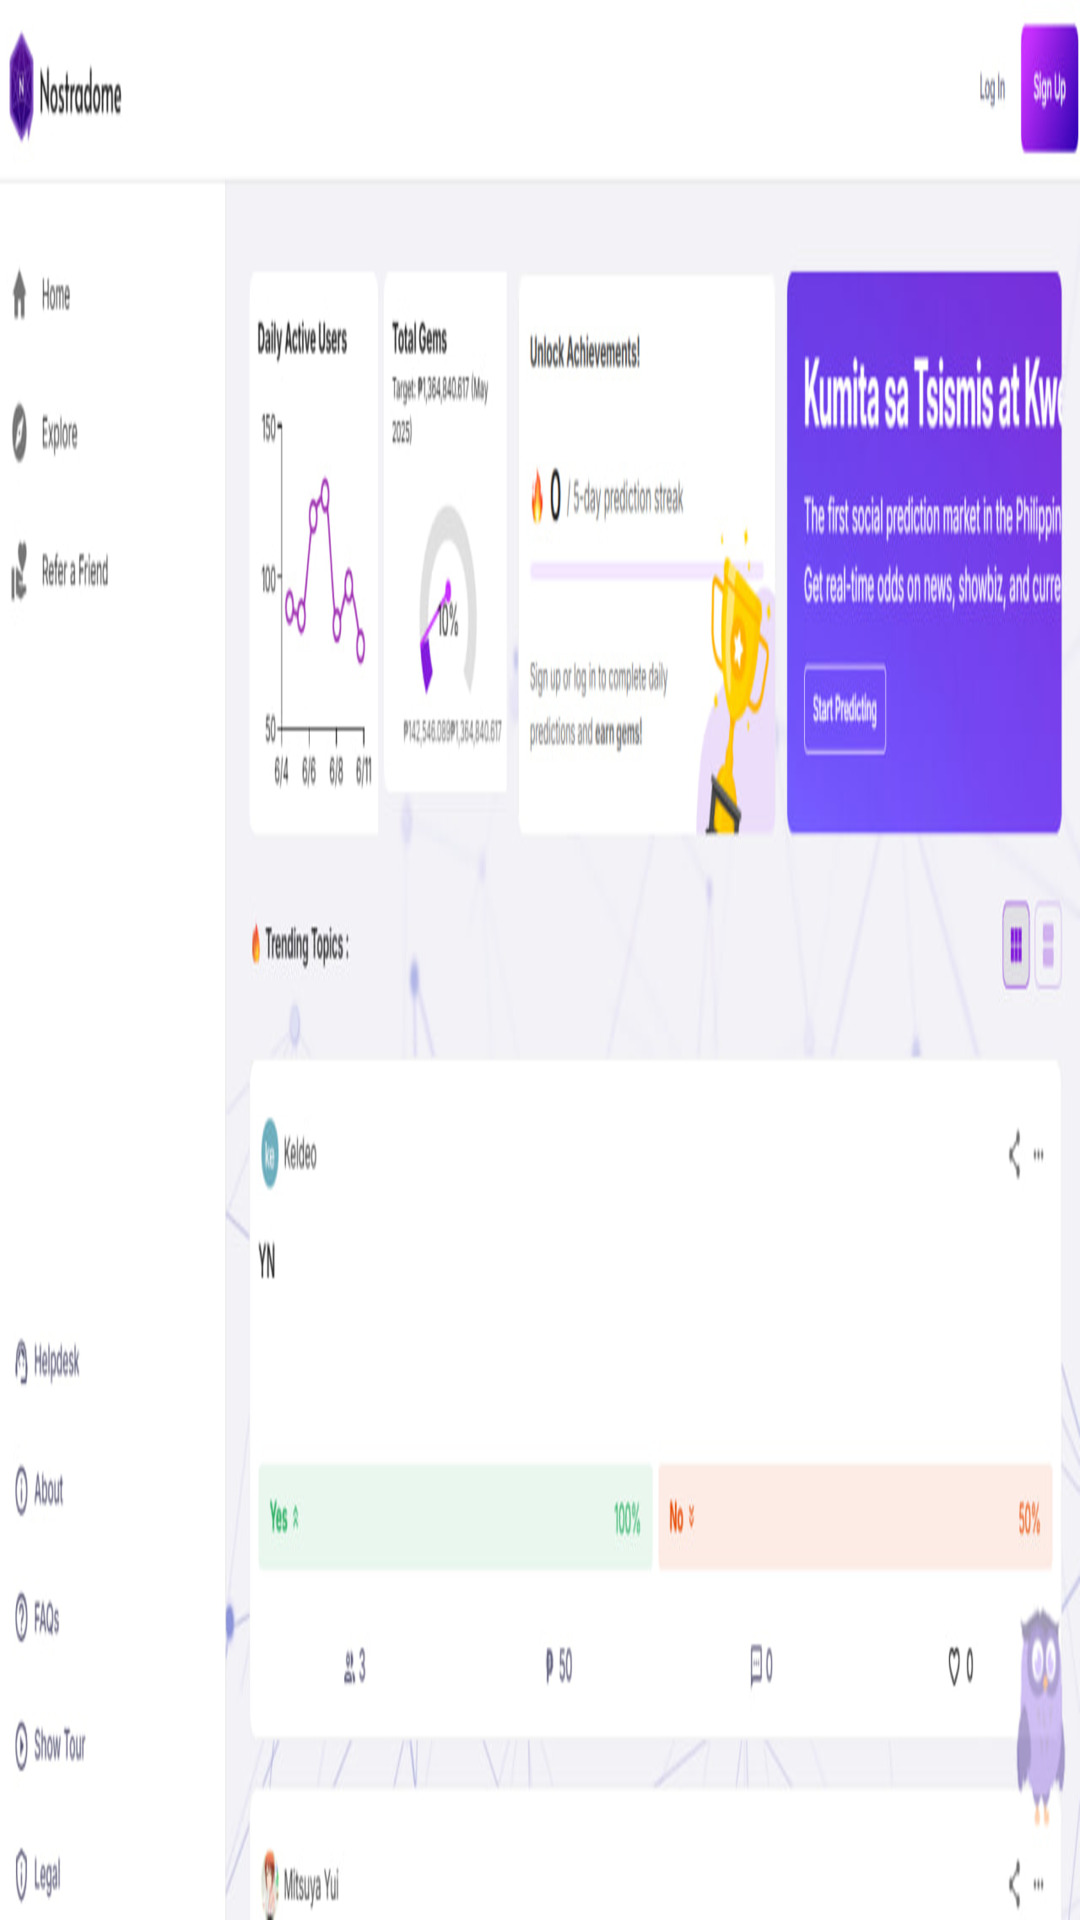 Nostradome
Log In
Sign Up
Home
Explore
Refer a Friend
Helpdesk
About
FAQs
Show Tour
Legal
Daily Active Users
150
100
50
6/4 6/6 6/8 6/11
Total Gems
Target: ₱1,364,840.617 (May
2025)
10%
₱142,546.089₱1,364,840.617
Unlock Achievements!
0 / 5-day prediction streak
Sign up or log in to complete daily
predictions and earn gems!
Kumita sa Tsismis at Kw
The first social prediction market in the Philippin
Get real-time odds on news, showbiz, and curre
Start Predicting
Trending Topics :
ke Keldeo
YN
Yes 100%
No 50%
3 50 0 0
Mitsuya Yui